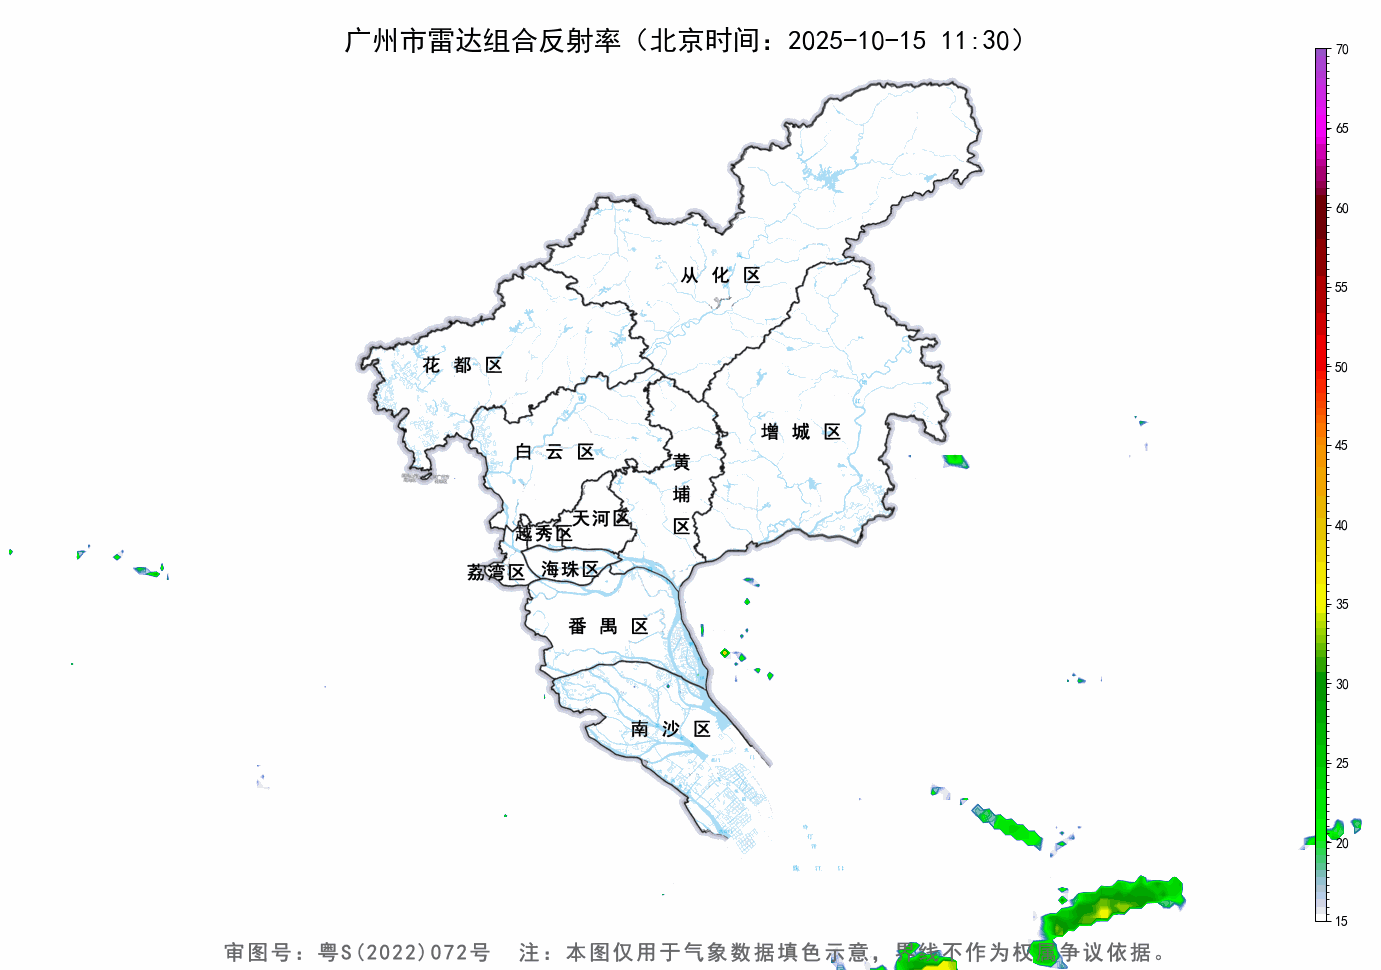 广州市雷达组合反射率（北京时间：2025-10-15 11:30）
70
65
60
55
50
45
40
35
30
25
20
15
从化区
花都区
增城区
白云区
黄埔区
天河区
越秀区
荔湾区
海珠区
番禺区
南沙区
审图号：粤S(2022)072号 注：本图仅用于气象数据填色示意，界线不作为权属争议依据。